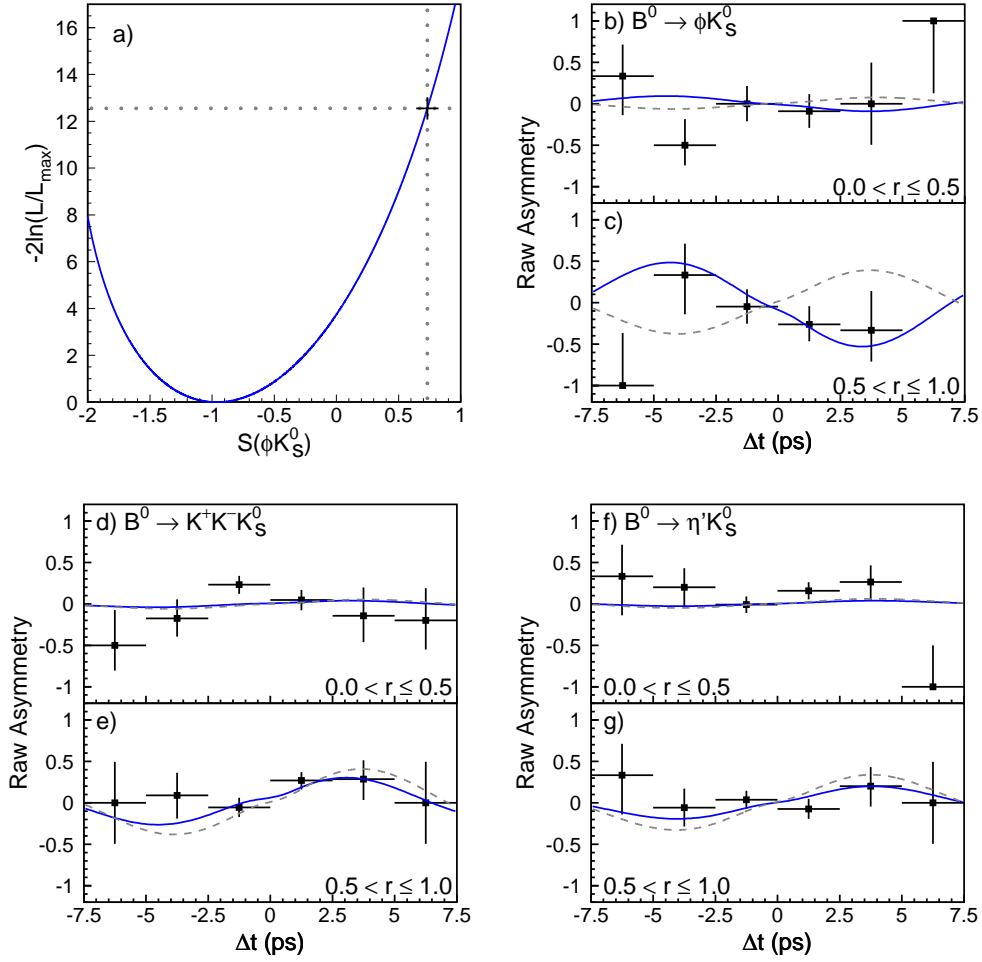 a)
-2ln(L/L_max)
16
14
12
10
8
6
4
2
0
-2 -1.5 -1 -0.5 0 0.5 1
S(ϕK⁰_S)
b) B⁰ → ϕK⁰_S
1
0.5
0
-0.5
-1
0.0 < r ≤ 0.5
Raw Asymmetry
c)
1
0.5
0
-0.5
-1
0.5 < r ≤ 1.0
-7.5 -5 -2.5 0 2.5 5 7.5
Δt (ps)
d) B⁰ → K⁺K⁻K⁰_S
1
0.5
0
-0.5
-1
0.0 < r ≤ 0.5
Raw Asymmetry
e)
1
0.5
0
-0.5
-1
0.5 < r ≤ 1.0
-7.5 -5 -2.5 0 2.5 5 7.5
Δt (ps)
f) B⁰ → η’K⁰_S
1
0.5
0
-0.5
-1
0.0 < r ≤ 0.5
Raw Asymmetry
g)
1
0.5
0
-0.5
-1
0.5 < r ≤ 1.0
-7.5 -5 -2.5 0 2.5 5 7.5
Δt (ps)